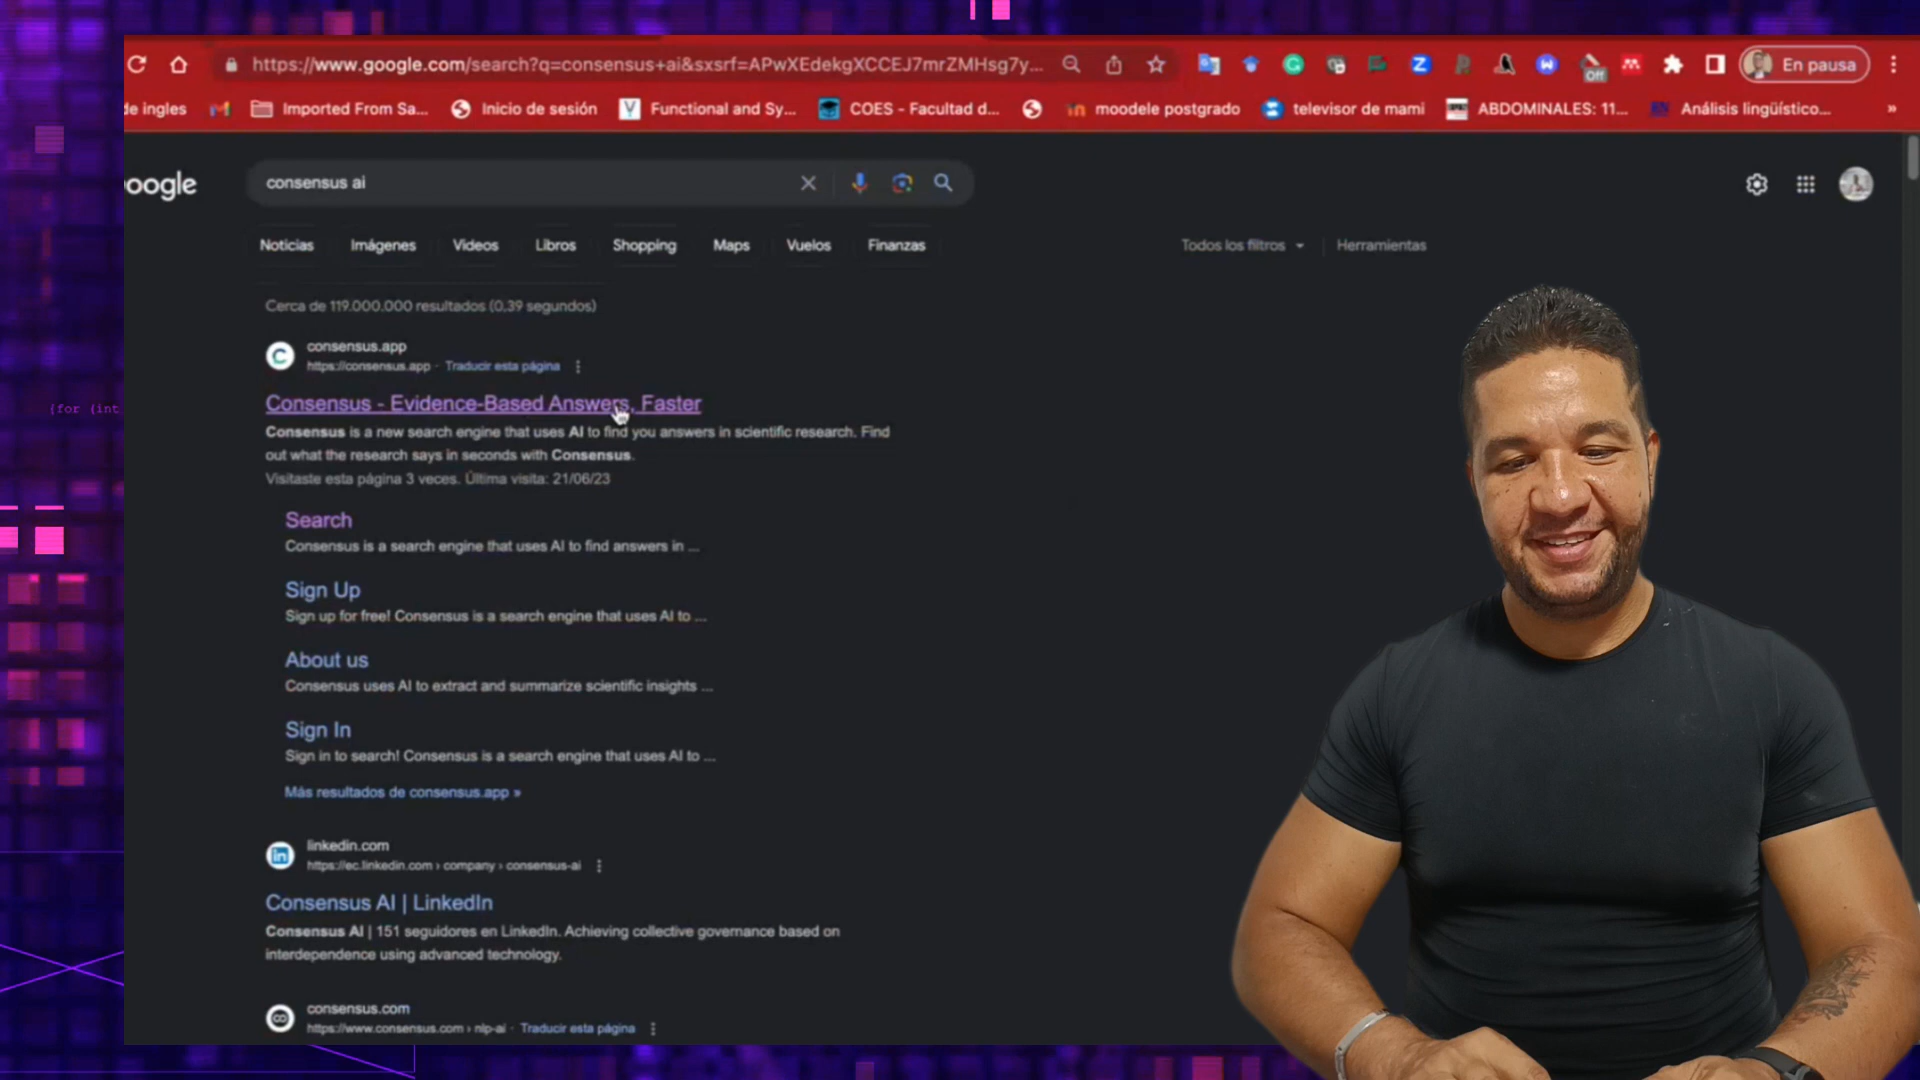 https://www.google.com/search?q=consensus+ai&sxsrf=APwXEdekgXCCEJ7mrZMHsg7y...
Off
En pausa
de ingles
Imported From Sa...
Inicio de sesión
Functional and Sy...
COES - Facultad d...
moodele postgrado
televisor de mami
ABDOMINALES: 11...
EN
Análisis lingüístico...
»
oogle
consensus ai
Noticias
Imágenes
Videos
Libros
Shopping
Maps
Vuelos
Finanzas
Todos los filtros
Herramientas
Cerca de 119.000.000 resultados (0,39 segundos)
consensus.app
https://consensus.app · Traducir esta página
Consensus - Evidence-Based Answers, Faster
Consensus is a new search engine that uses AI to find you answers in scientific research. Find
out what the research says in seconds with Consensus.
Visitaste esta página 3 veces. Última visita: 21/06/23
{for (int
Search
Consensus is a search engine that uses AI to find answers in ...
Sign Up
Sign up for free! Consensus is a search engine that uses AI to ...
About us
Consensus uses AI to extract and summarize scientific insights ...
Sign In
Sign in to search! Consensus is a search engine that uses AI to ...
Más resultados de consensus.app »
in
linkedin.com
https://ec.linkedin.com › company › consensus-ai
Consensus AI | LinkedIn
Consensus AI | 151 seguidores en LinkedIn. Achieving collective governance based on
interdependence using advanced technology.
consensus.com
https://www.consensus.com › nlp-ai · Traducir esta página